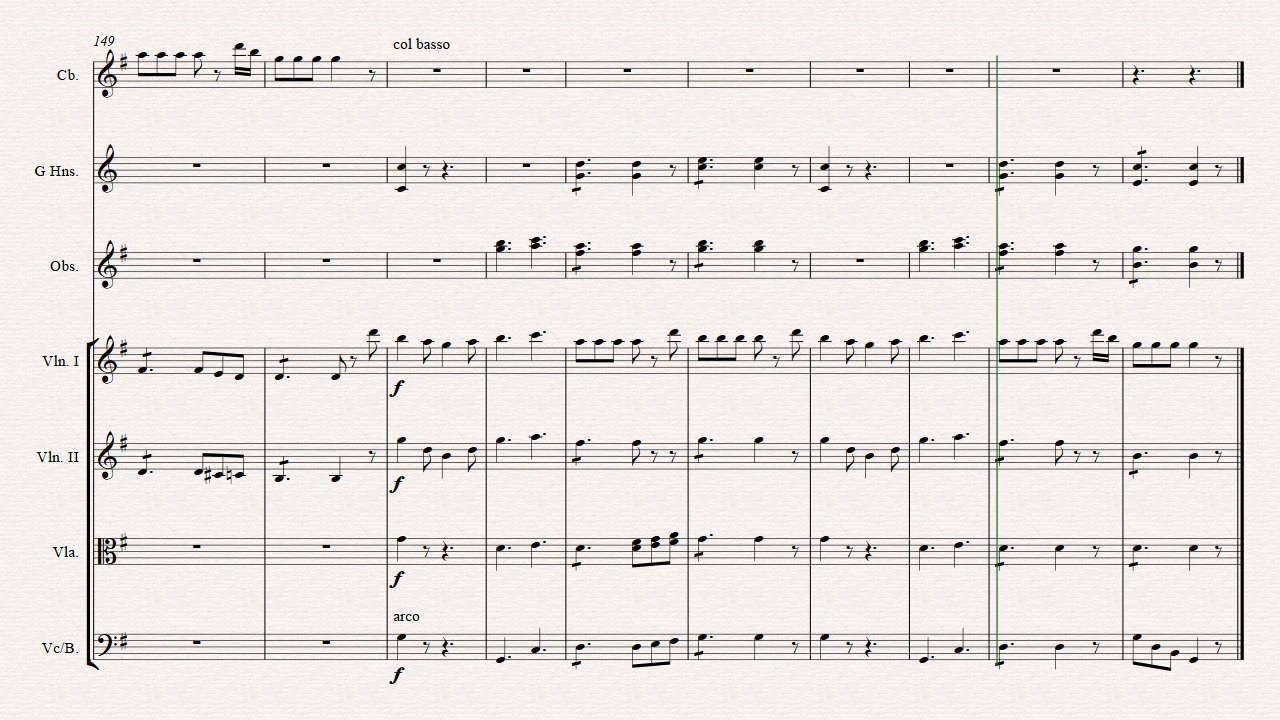 149
col basso
Cb.
G Hns.
Obs.
Vln. I
f
Vln. II
f
Vla.
f
arco
Vc/B.
f